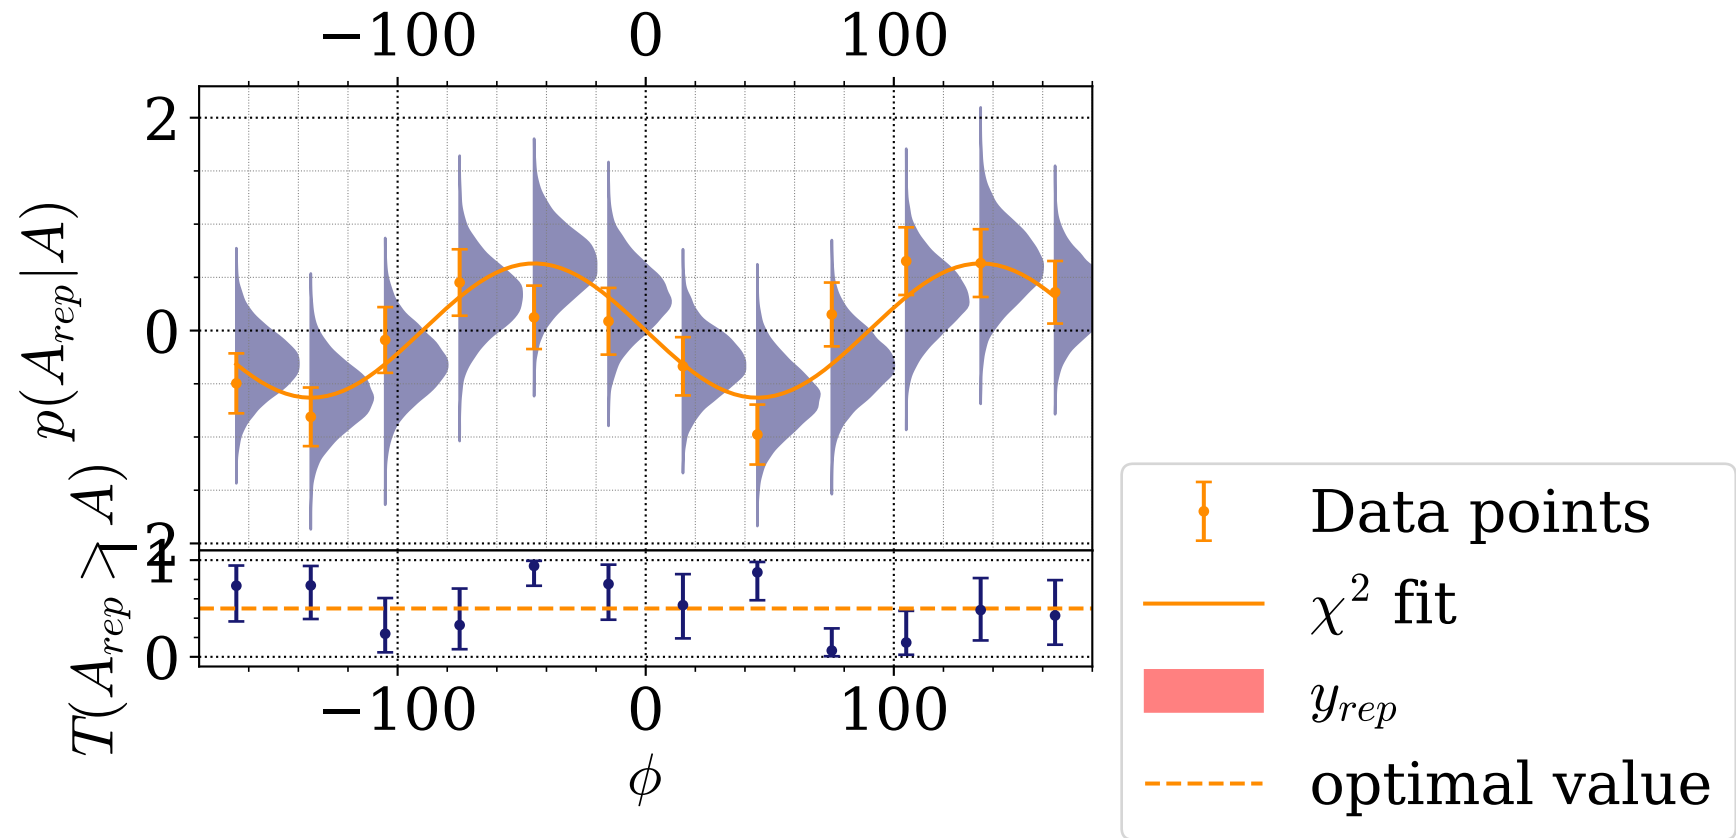 −100 0 100
2
0
−2
p(A_rep|A)
1
0
T(A_rep > A)
−100 0 100
ϕ
Data points
χ² fit
y_rep
optimal value